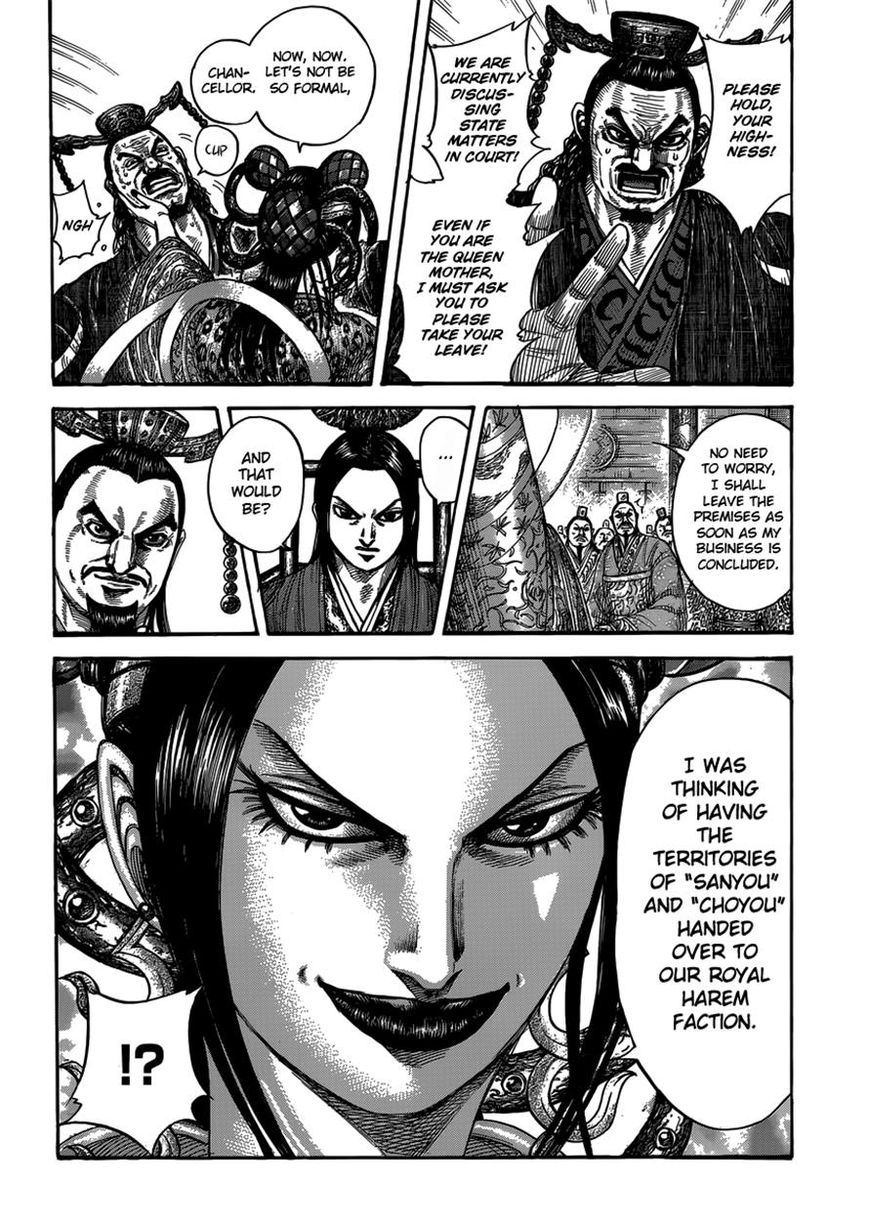 PLEASE
HOLD,
YOUR
HIGH-
NESS!
WE ARE
CURRENTLY
DISCUS-
SING
STATE
MATTERS
IN COURT!
EVEN IF
YOU ARE
THE QUEEN
MOTHER,
I MUST ASK
YOU TO
PLEASE
TAKE YOUR
LEAVE!
NOW, NOW.
LET'S NOT BE
SO FORMAL,
CHAN-
CELLOR.
CUP
NGH
NO NEED
TO WORRY,
I SHALL
LEAVE THE
PREMISES AS
SOON AS MY
BUSINESS IS
CONCLUDED.
...
AND
THAT
WOULD
BE?
I WAS
THINKING
OF HAVING
THE
TERRITORIES
OF "SANYOU"
AND "CHOYOU"
HANDED
OVER TO
OUR ROYAL
HAREM
FACTION.
!?